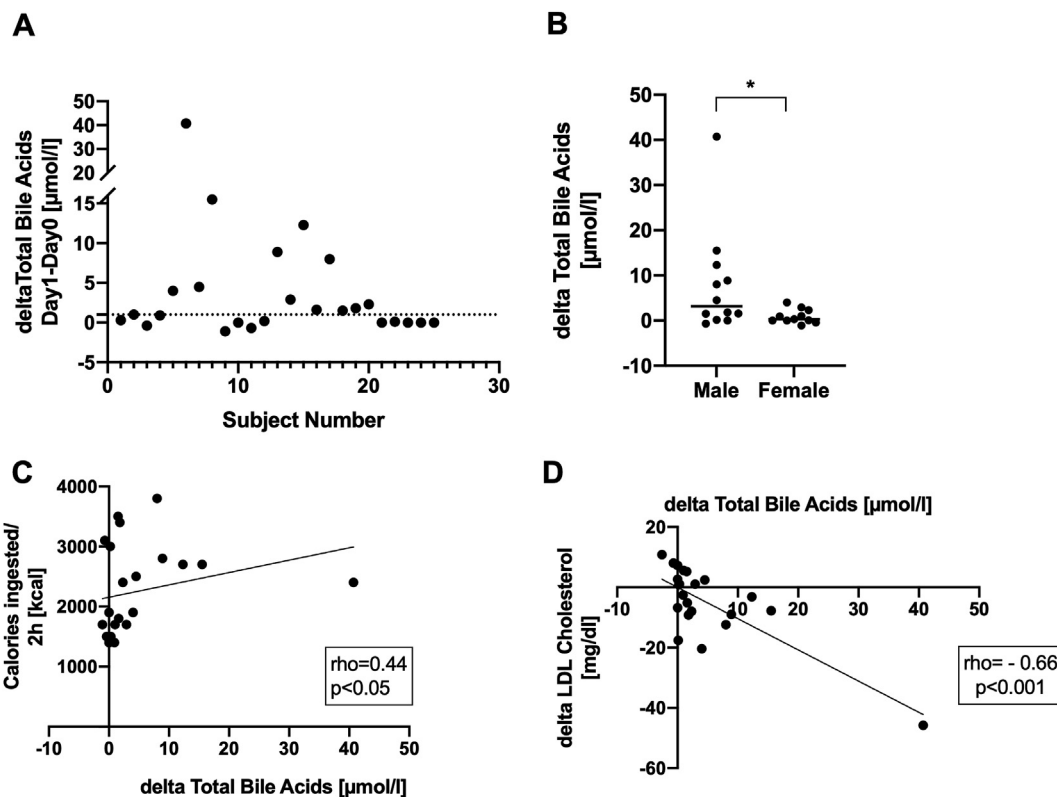 A
deltaTotal Bile Acids
Day1-Day0 [µmol/l]
50
40
30
20
15
10
5
0
-5
0
10
20
30
Subject Number
B
delta Total Bile Acids
[µmol/l]
50
40
30
20
10
0
-10
*
Male
Female
C
Calories ingested/
2h [kcal]
4000
3000
2000
1000
-10
0
10
20
30
40
50
rho=0.44
p<0.05
delta Total Bile Acids [µmol/l]
D
delta Total Bile Acids [µmol/l]
delta LDL Cholesterol
[mg/dl]
20
-10
10
20
30
40
50
-20
-40
-60
rho= - 0.66
p<0.001